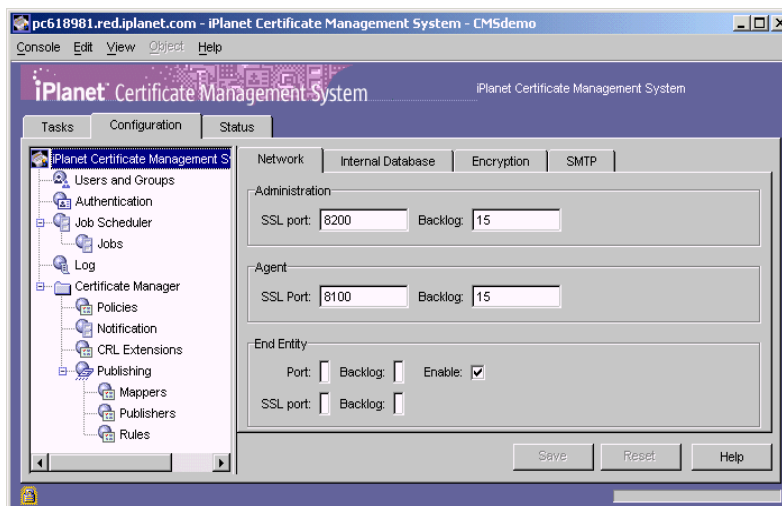 pc618981.red.iplanet.com - iPlanet Certificate Management System - CMSdemo
Console Edit View Object Help
iPlanet Certificate Management System
iPlanet Certificate Management System
Tasks Configuration Status
iPlanet Certificate Management S
Users and Groups
Authentication
Job Scheduler
Jobs
Log
Certificate Manager
Policies
Notification
CRL Extensions
Publishing
Mappers
Publishers
Rules
Network Internal Database Encryption SMTP
Administration
SSL port: 8200 Backlog: 15
Agent
SSL Port: 8100 Backlog: 15
End Entity
Port: Backlog: Enable:
SSL port: Backlog:
Save Reset Help